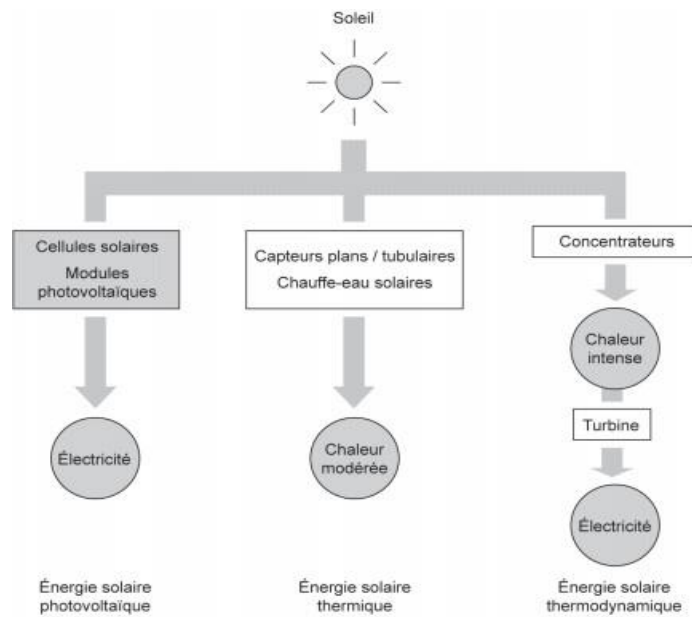 Soleil
Cellules solaires
Modules
photovoltaïques
Capteurs plans / tubulaires
Chauffe-eau solaires
Concentrateurs
Chaleur
intense
Turbine
Électricité
Chaleur
modérée
Électricité
Énergie solaire
photovoltaïque
Énergie solaire
thermique
Énergie solaire
thermodynamique